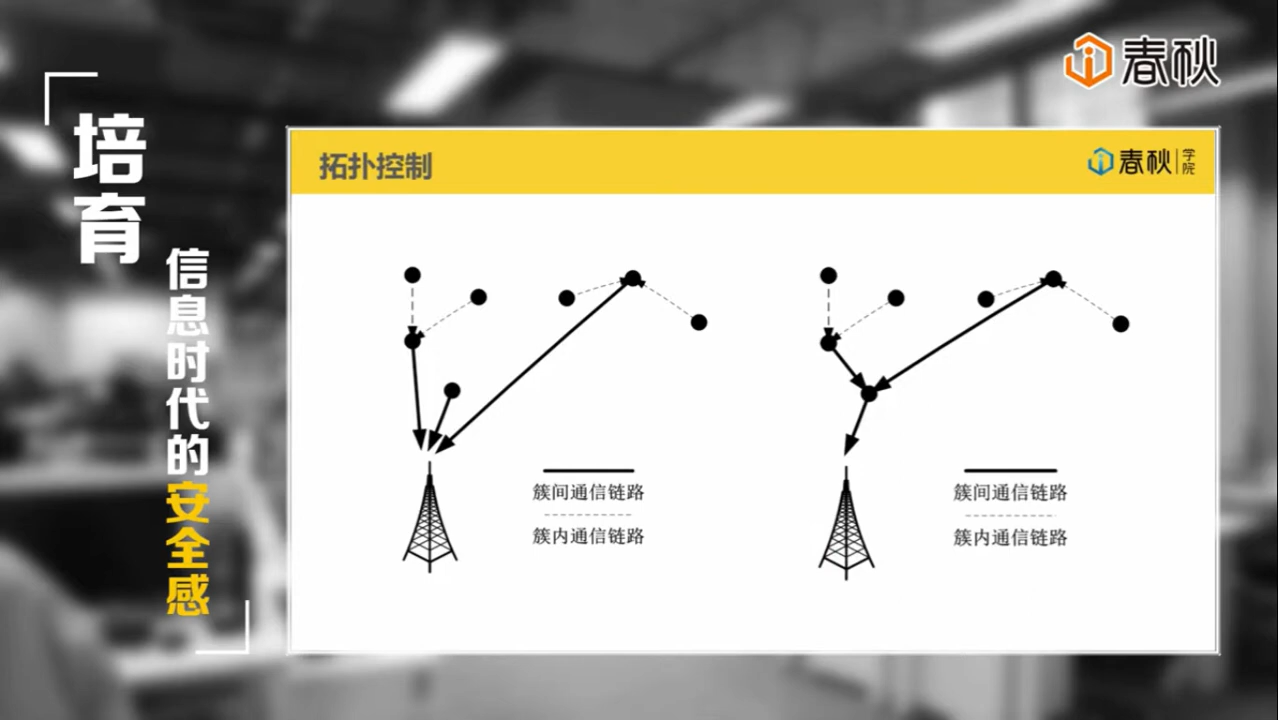 春秋
培育
信息时代的安全感
拓扑控制
春秋学院
簇间通信链路
簇内通信链路
簇间通信链路
簇内通信链路